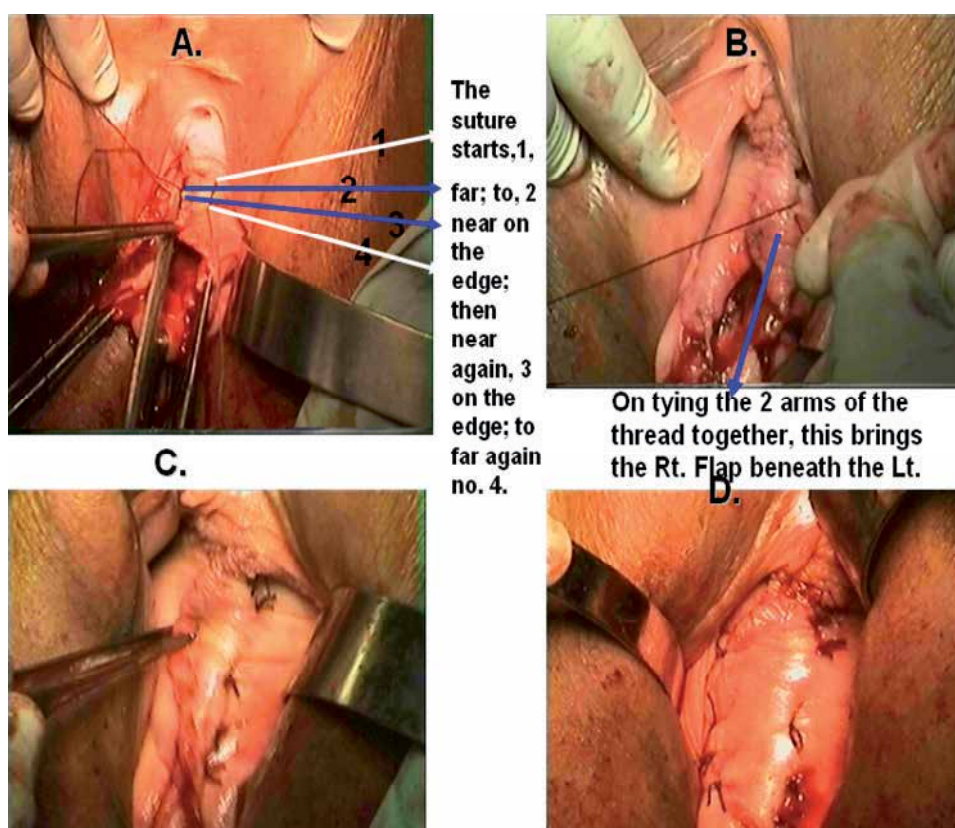 A.
1
2
3
4
The
suture
starts,1,
far; to, 2
near on
the
edge;
then
near
again, 3
on the
edge; to
far again
no. 4.
B.
On tying the 2 arms of the
thread together, this brings
the Rt. Flap beneath the Lt.
C.
D.